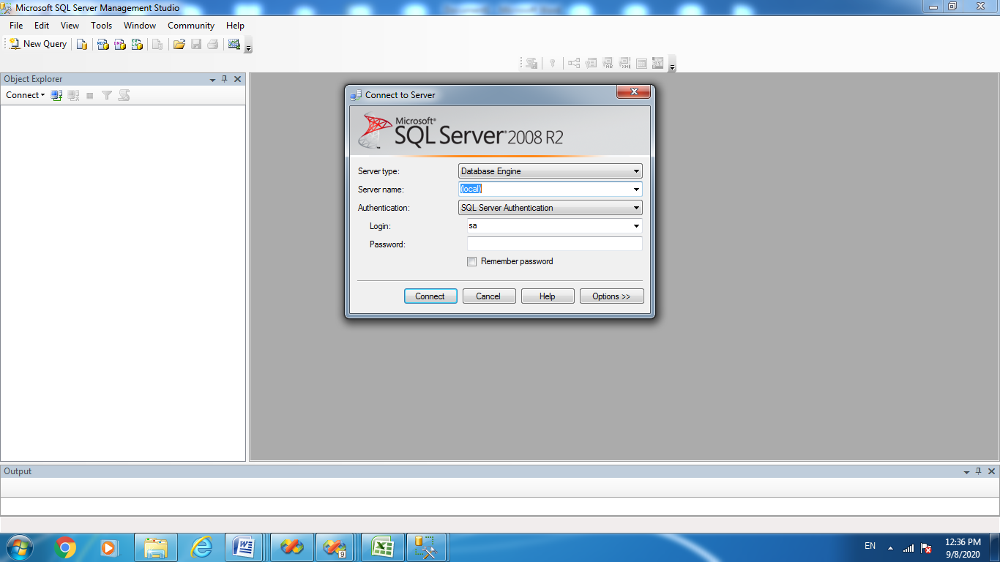 Microsoft SQL Server Management Studio
File Edit View Tools Window Community Help
New Query
Object Explorer
Connect
Connect to Server
Microsoft®
SQL Server® 2008 R2
Server type: Database Engine
Server name: (local)
Authentication: SQL Server Authentication
Login: sa
Password:
Remember password
Connect Cancel Help Options >>
Output
EN
12:36 PM
9/8/2020